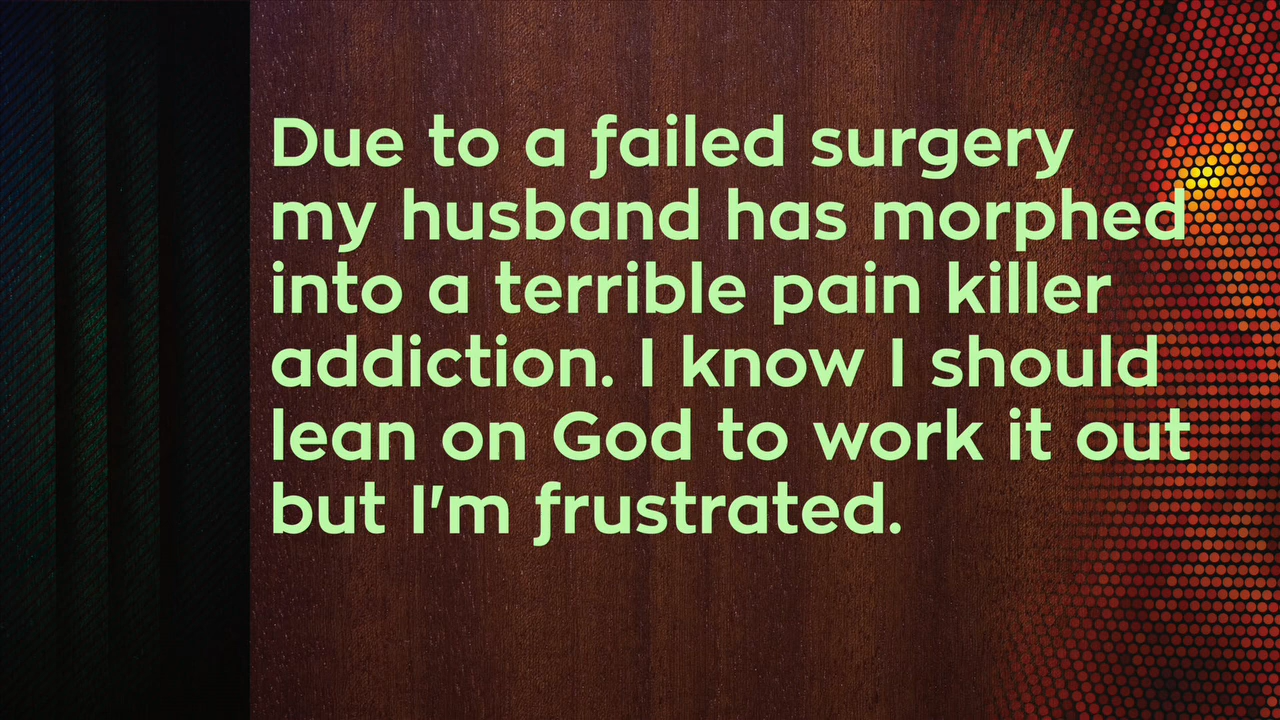 Due to a failed surgery
my husband has morphed
into a terrible pain killer
addiction. I know I should
lean on God to work it out
but I'm frustrated.